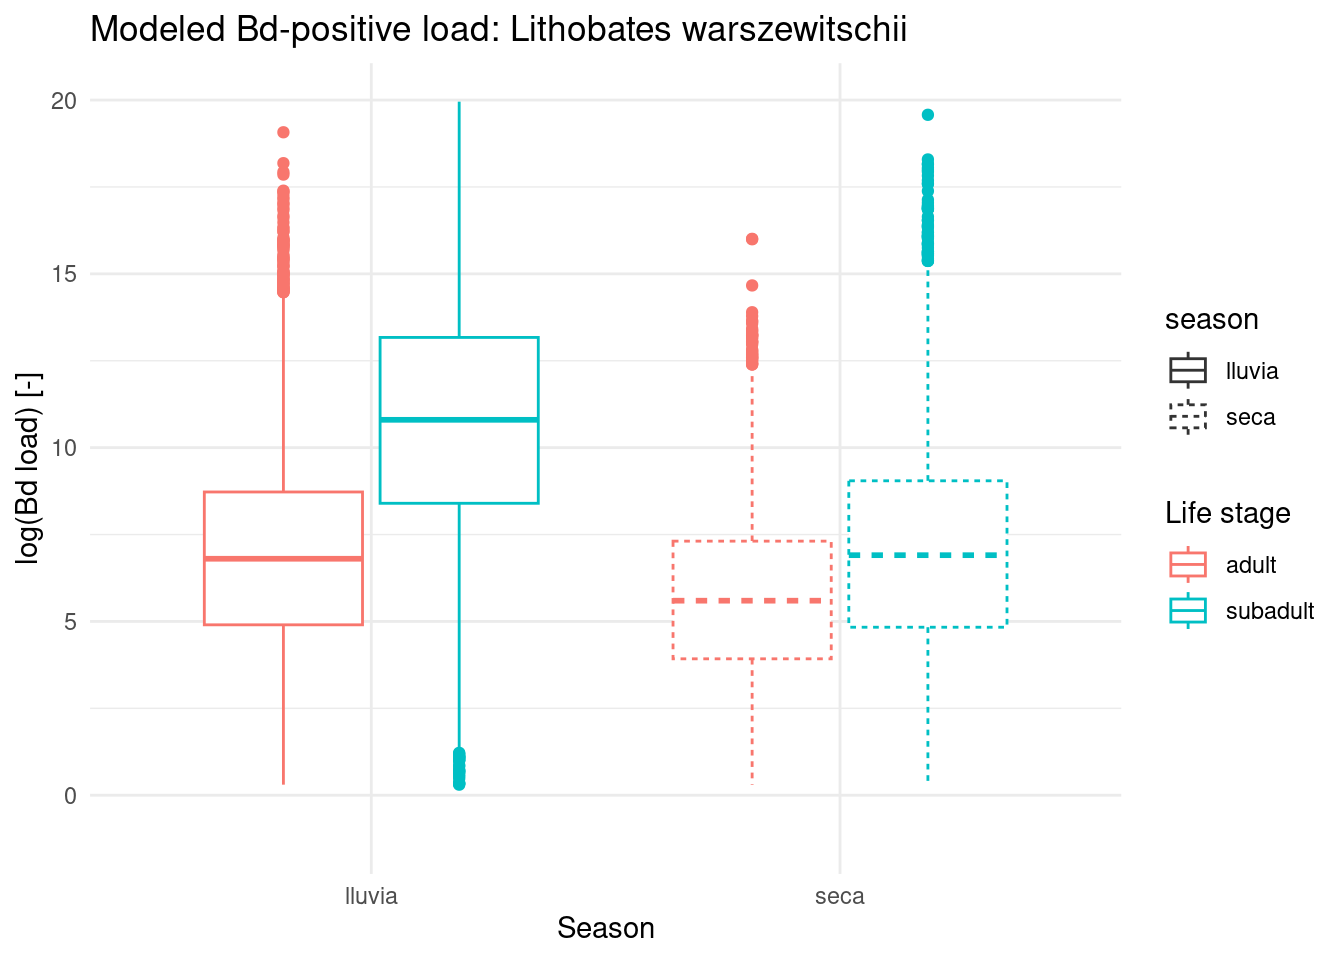 Modeled Bd-positive load: Lithobates warszewitschii
log(Bd load) [-]
20
15
10
5
0
lluvia
seca
Season
season
lluvia
seca
Life stage
adult
subadult